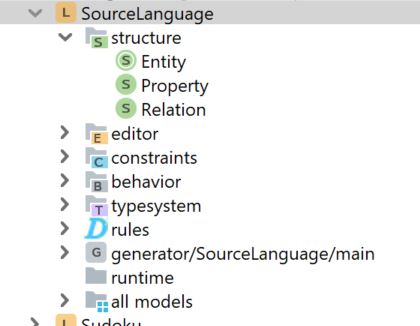 L SourceLanguage
S structure
S Entity
S Property
S Relation
E editor
C constraints
B behavior
T typesystem
D rules
G generator/SourceLanguage/main
runtime
all models
L Sudoku